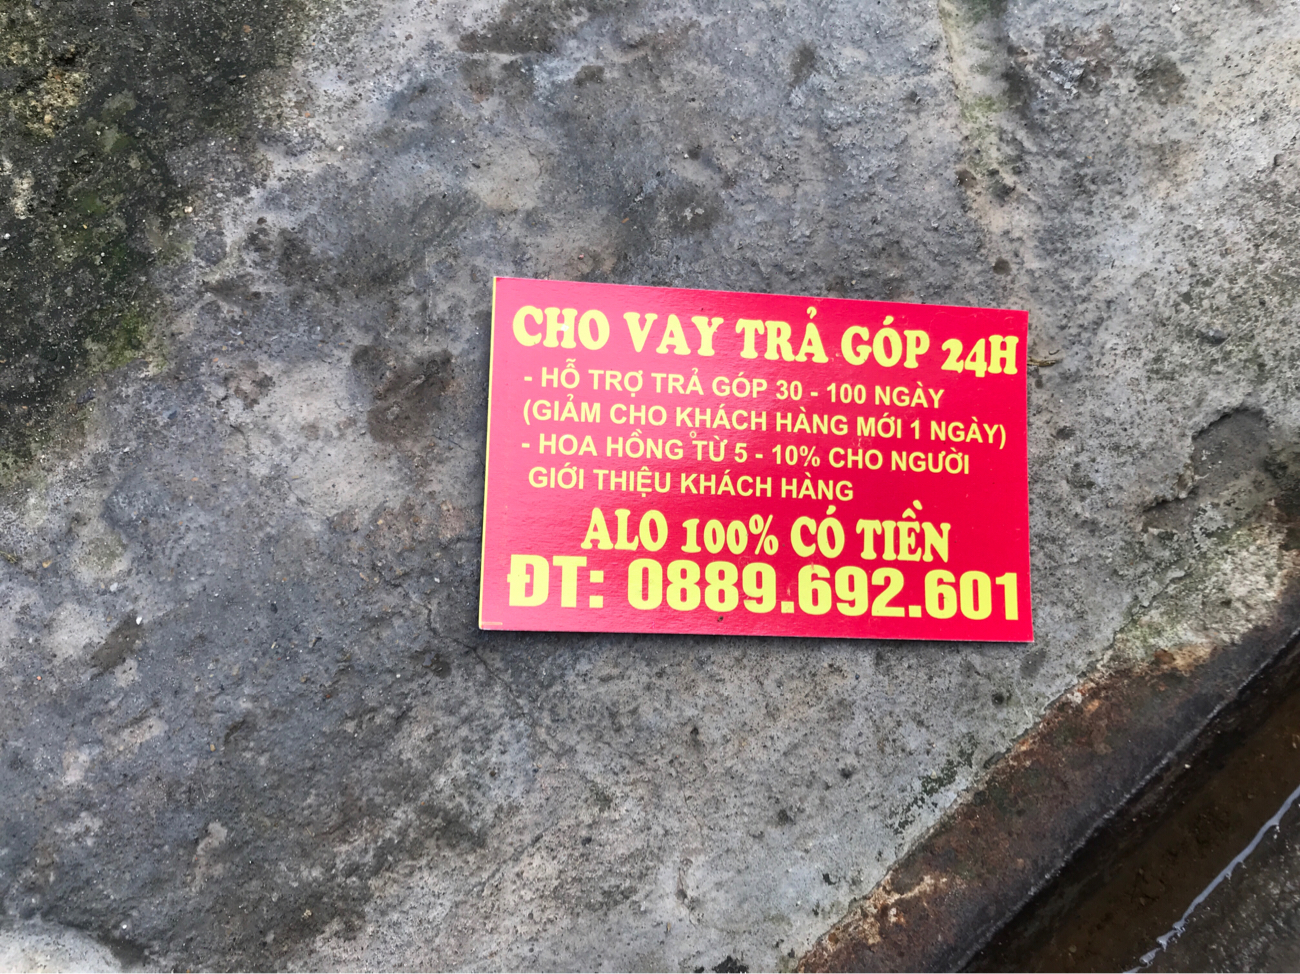 CHO VAY TRẢ GÓP 24H
- HỖ TRỢ TRẢ GÓP 30 - 100 NGÀY
(GIẢM CHO KHÁCH HÀNG MỚI 1 NGÀY)
- HOA HỒNG TỪ 5 - 10% CHO NGƯỜI
GIỚI THIỆU KHÁCH HÀNG
ALO 100% CÓ TIỀN
ĐT: 0889.692.601